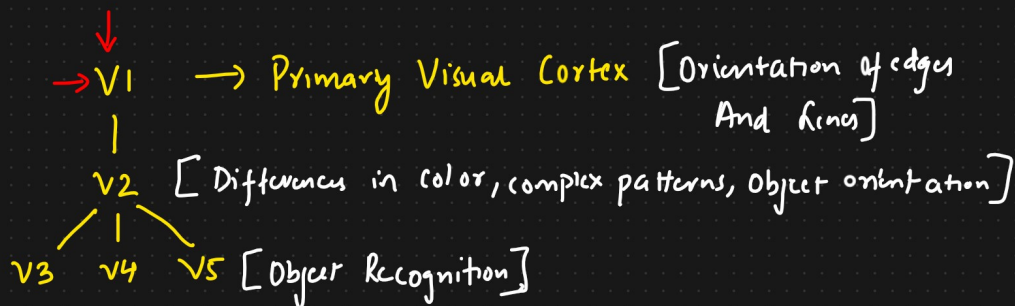 V1 → Primary Visual Cortex [Orientation of edges
And lines]
V2 [Differences in color, complex patterns, Object orientation]
V3 V4 V5 [Object Recognition]